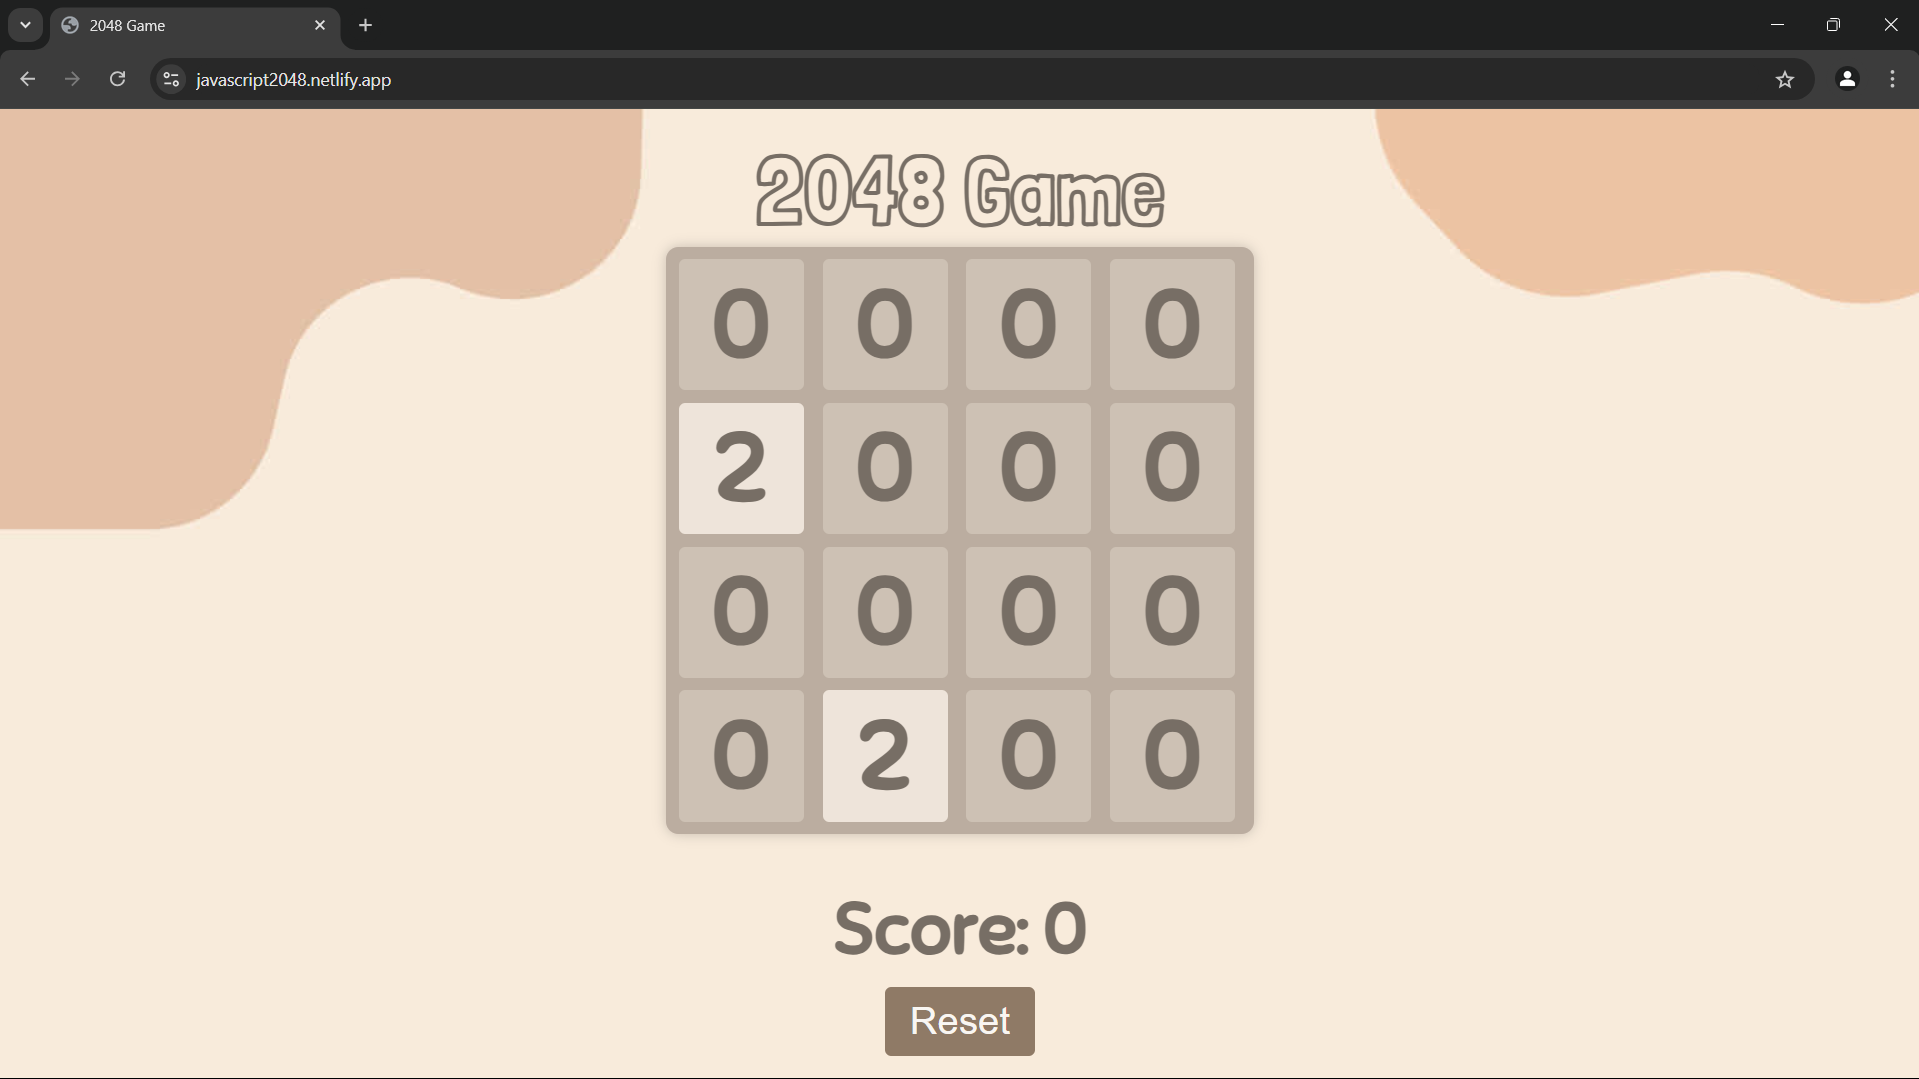 2048 Game
javascript2048.netlify.app
2048 Game
0 0 0 0
2 0 0 0
0 0 0 0
0 2 0 0
Score: 0
Reset